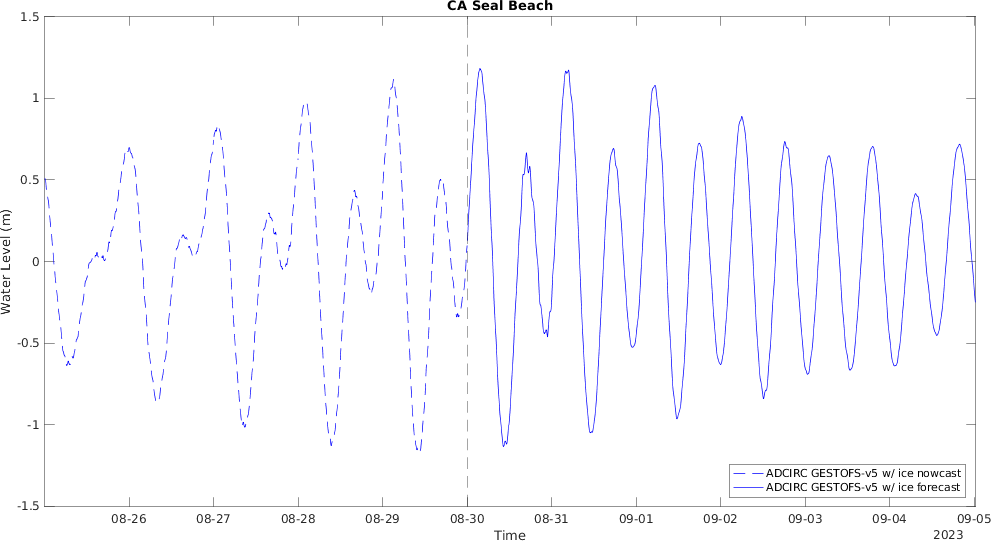 CA Seal Beach
1.5
1
0.5
0
-0.5
-1
-1.5
Water Level (m)
08-26 08-27 08-28 08-29 08-30 08-31 09-01 09-02 09-03 09-04 09-05
Time
2023
ADCIRC GESTOFS-v5 w/ ice nowcast
ADCIRC GESTOFS-v5 w/ ice forecast